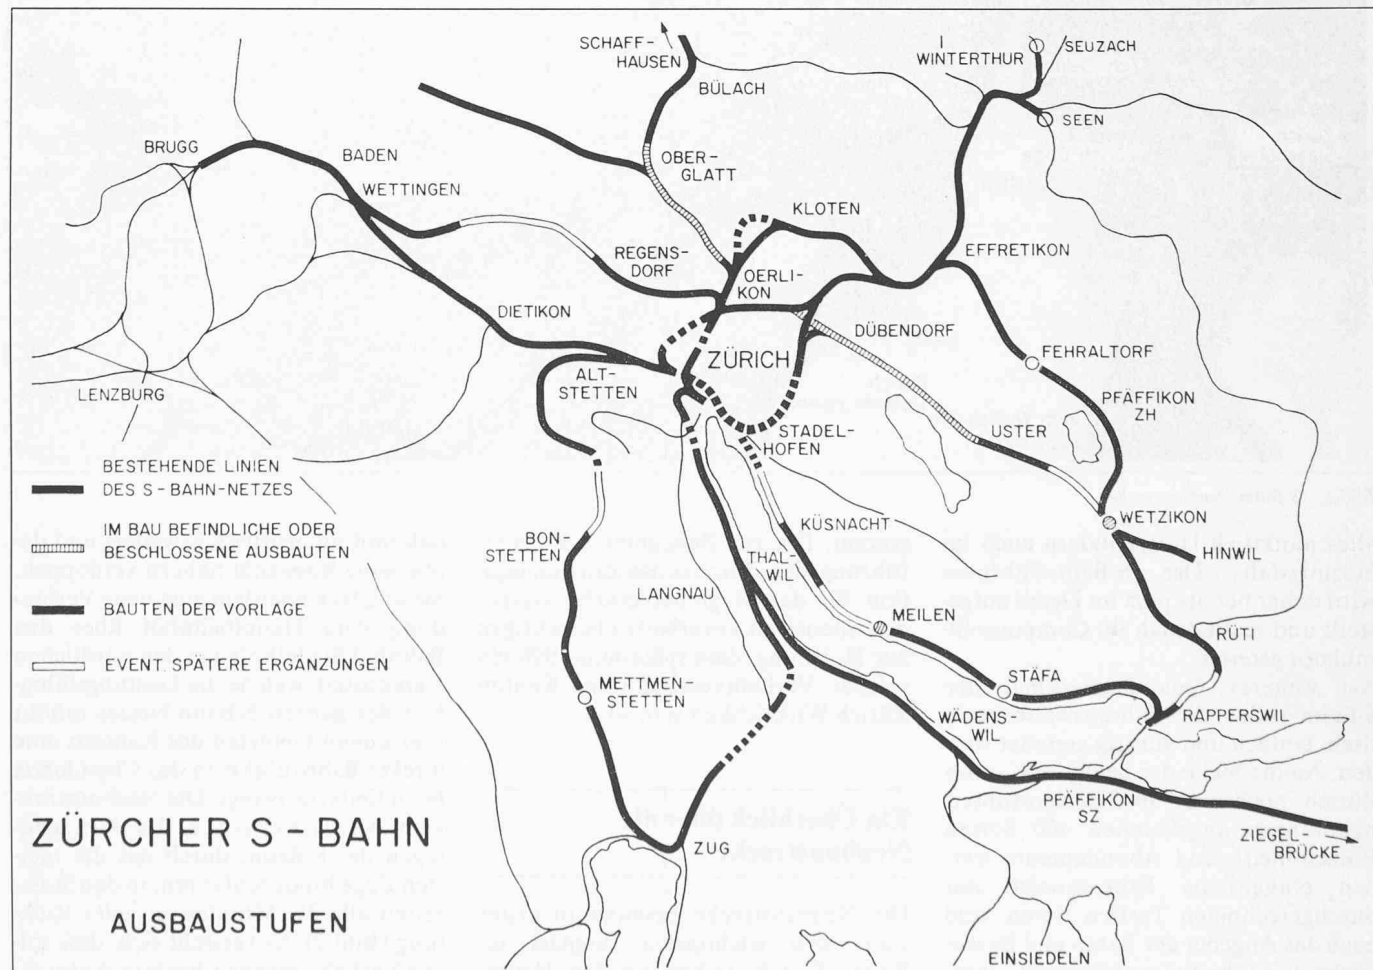 SCHAFF-
HAUSEN
BÜLACH
I
WINTERTHUR
SEUZACH
SEEN
BRUGG
BADEN
WETTINGEN
OBER-
GLATT
KLOTEN
REGENS-
DORF
OERLI-
KON
EFFRETIKON
DIETIKON
DÜBENDORF
ZÜRICH
FEHRALTORF
LENZBURG
ALT-
STETTEN
PFÄFFIKON
ZH
STADEL-
HOFEN
USTER
BESTEHENDE LINIEN
DES S-BAHN-NETZES
IM BAU BEFINDLICHE ODER
BESCHLOSSENE AUSBAUTEN
BAUTEN DER VORLAGE
EVENT. SPÄTERE ERGÄNZUNGEN
WETZIKON
HINWIL
BON-
STETTEN
KÜSNACHT
THAL-
WIL
LANGNAU
MEILEN
RÜTI
METTMEN-
STETTEN
STÄFA
WÄDENS-
WIL
RAPPERSWIL
PFÄFFIKON
SZ
ZIEGEL-
BRÜCKE
ZUG
EINSIEDELN
ZÜRCHER S-BAHN
AUSBAUSTUFEN